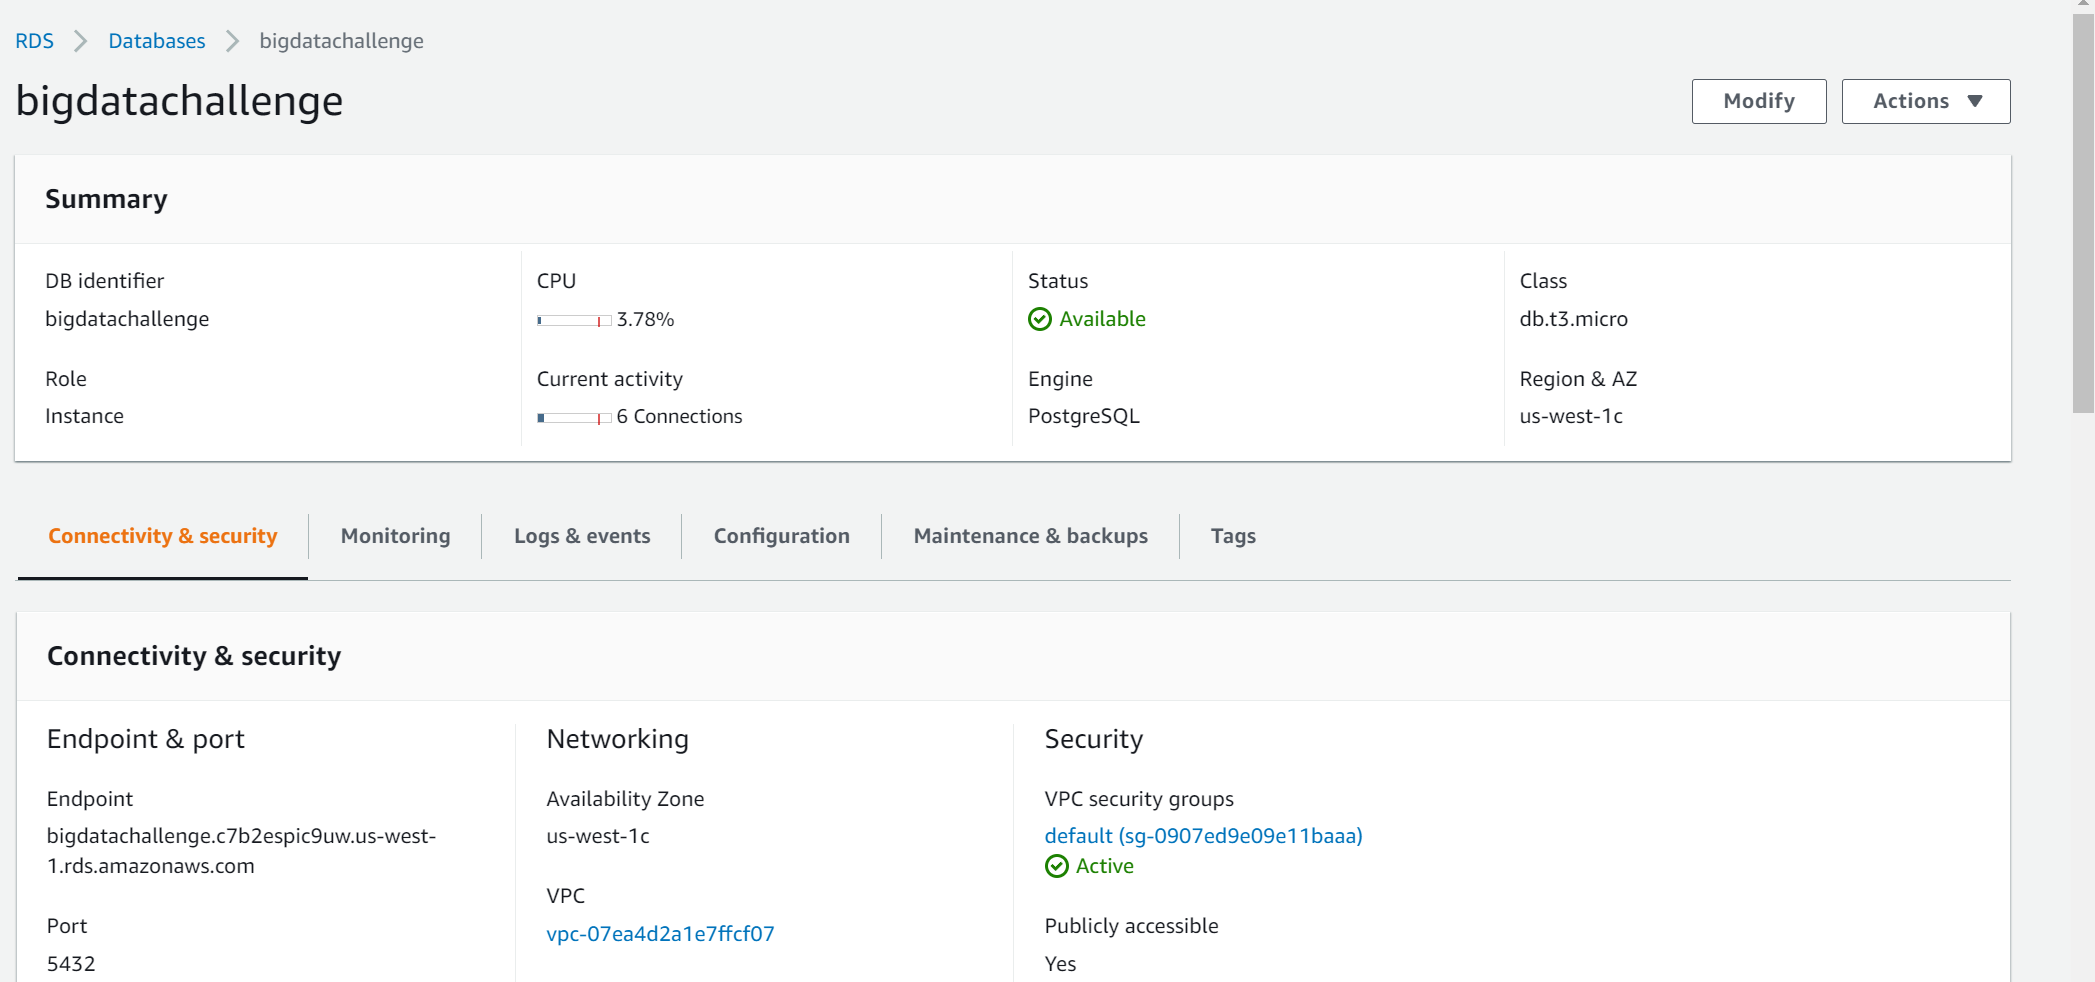 RDS
Databases
bigdatachallenge
bigdatachallenge
Modify
Actions
Summary
DB identifier
bigdatachallenge
CPU
3.78%
Status
Available
Class
db.t3.micro
Role
Instance
Current activity
6 Connections
Engine
PostgreSQL
Region & AZ
us-west-1c
Connectivity & security
Monitoring
Logs & events
Configuration
Maintenance & backups
Tags
Connectivity & security
Endpoint & port
Endpoint
bigdatachallenge.c7b2espic9uw.us-west-
1.rds.amazonaws.com
Port
5432
Networking
Availability Zone
us-west-1c
VPC
vpc-07ea4d2a1e7ffcf07
Security
VPC security groups
default (sg-0907ed9e09e11baaa)
Active
Publicly accessible
Yes